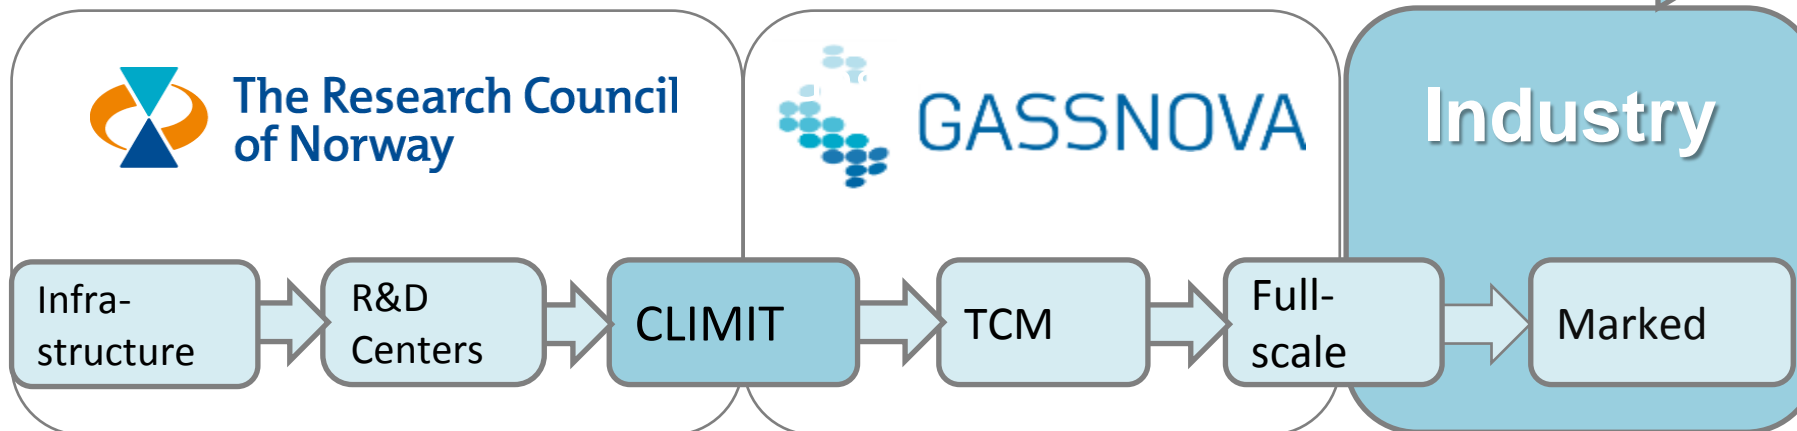 The Research Council
of Norway
GASSNOVA
Industry
Infra-
structure
R&D
Centers
CLIMIT
TCM
Full-
scale
Marked